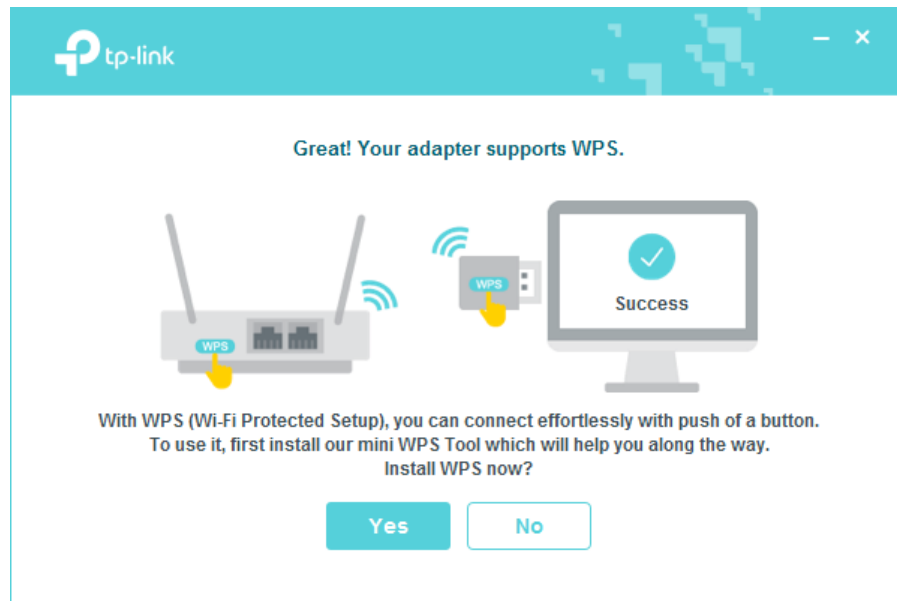 tp-link
Great! Your adapter supports WPS.
WPS
WPS
Success
With WPS (Wi-Fi Protected Setup), you can connect effortlessly with push of a button.
To use it, first install our mini WPS Tool which will help you along the way.
Install WPS now?
Yes
No